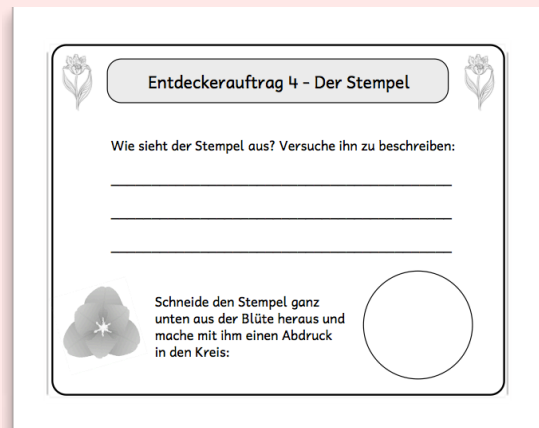 Entdeckerauftrag 4 - Der Stempel
Wie sieht der Stempel aus? Versuche ihn zu beschreiben:
Schneide den Stempel ganz
unten aus der Blüte heraus und
mache mit ihm einen Abdruck
in den Kreis: